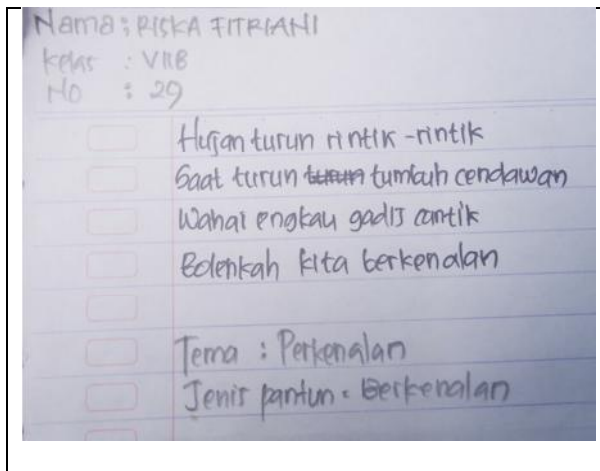 Nama : RISKA FITRIANI
Kelas : VIIB
No : 29
Hujan turun rintik-rintik
Saat turun turun tumbuh cendawan
Wahai engkau gadis cantik
Bolehkah kita berkenalan
Tema : Perkenalan
Jenis pantun : Berkenalan